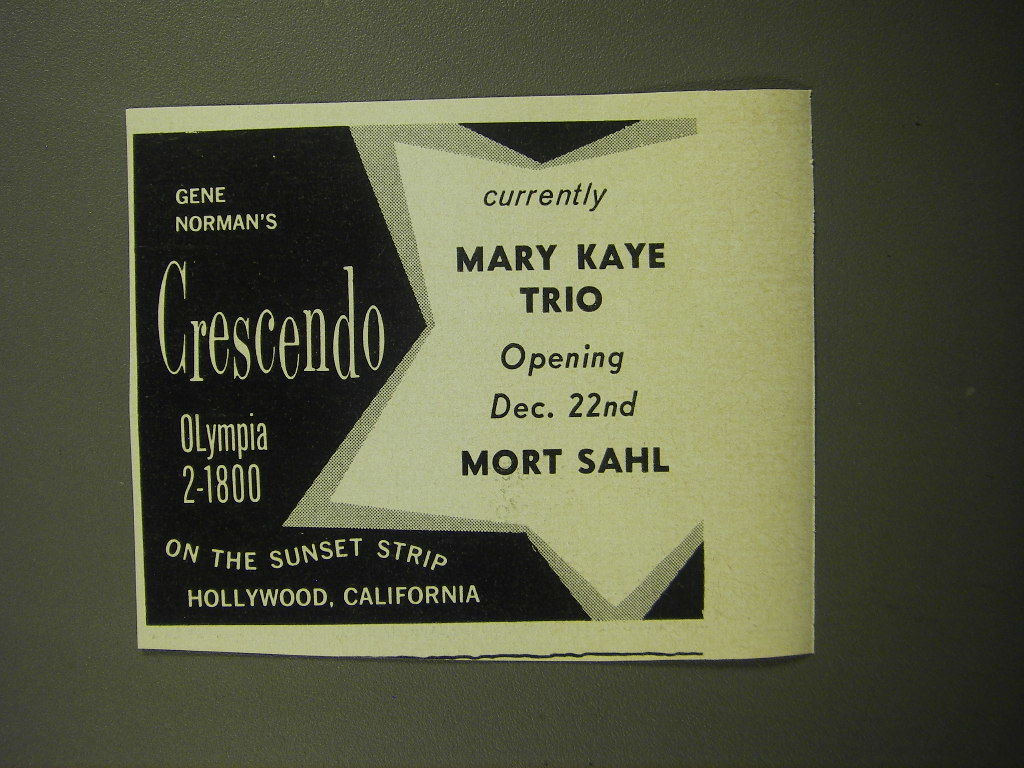 GENE
NORMAN'S
Crescendo
OLympia
2-1800
ON THE SUNSET STRIP
HOLLYWOOD, CALIFORNIA
currently
MARY KAYE
TRIO
Opening
Dec. 22nd
MORT SAHL